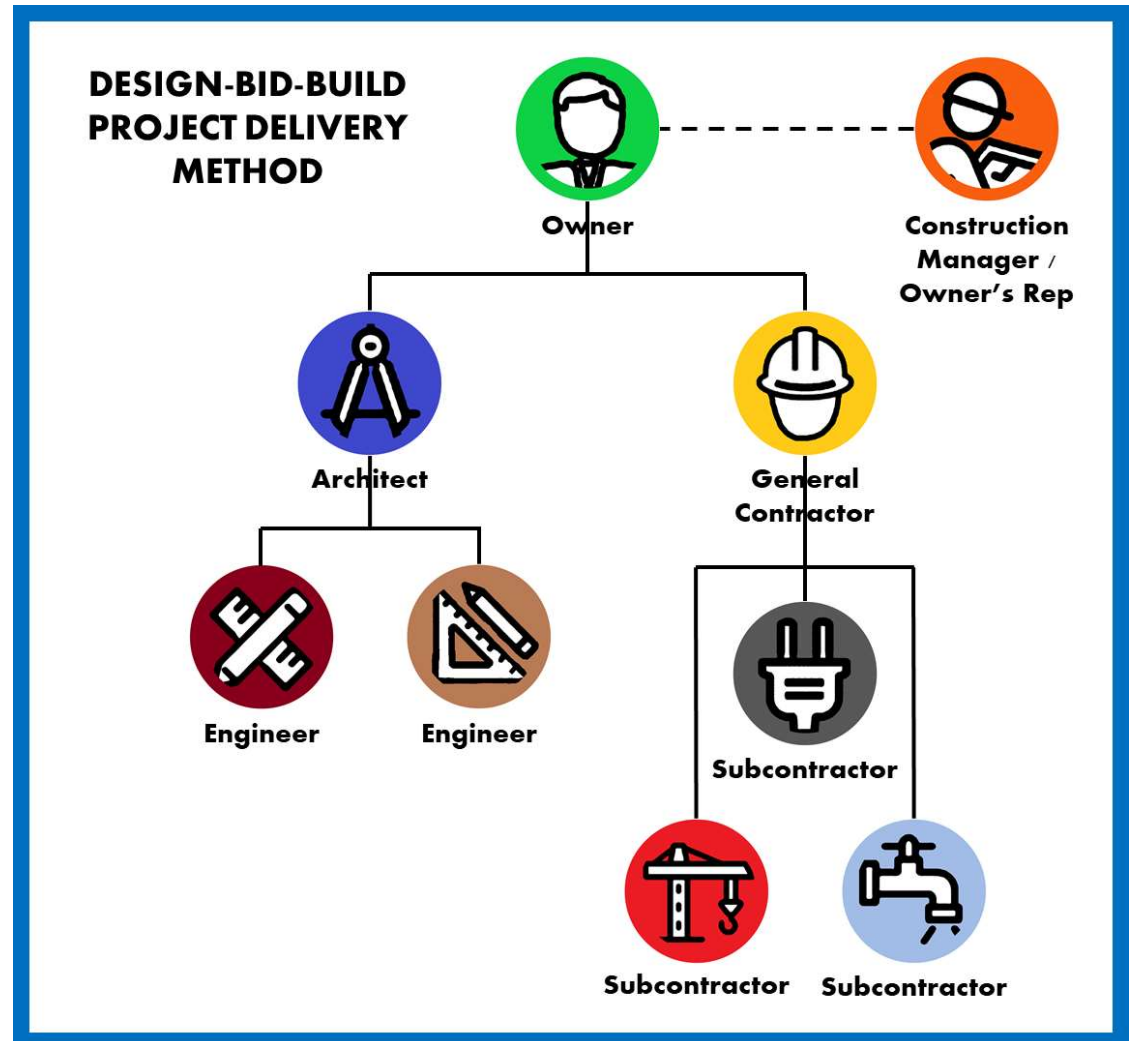 DESIGN-BID-BUILD
PROJECT DELIVERY
METHOD
Owner
Construction
Manager /
Owner's Rep
Architect
General
Contractor
Engineer
Engineer
Subcontractor
Subcontractor
Subcontractor